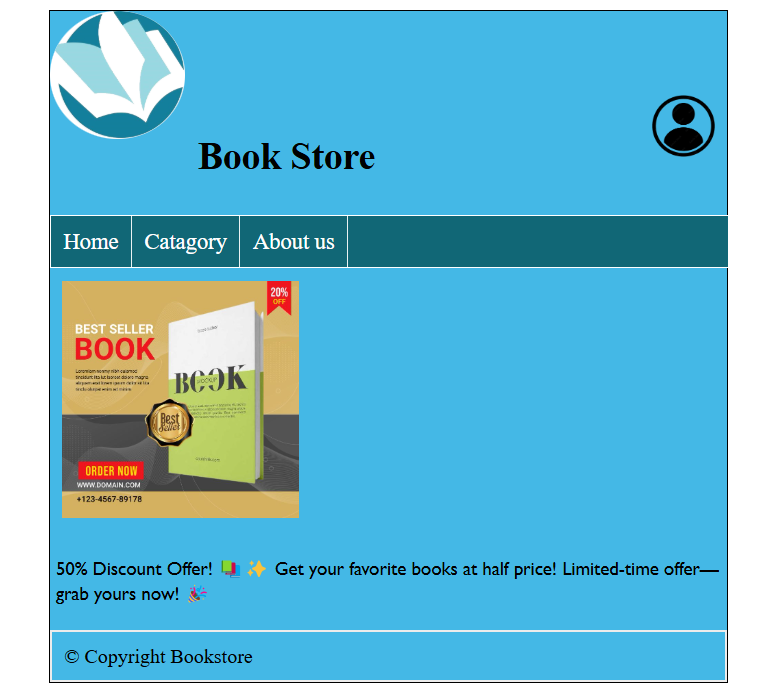 Book Store
Home Catagory About us
20%
OFF
BEST SELLER
BOOK
BOOK
MOCKUP
Best
Seller
ORDER NOW
WWW.DOMAIN.COM
+123-4567-89178
50% Discount Offer! 📚✨ Get your favorite books at half price! Limited-time offer—
grab yours now! 🎉
© Copyright Bookstore